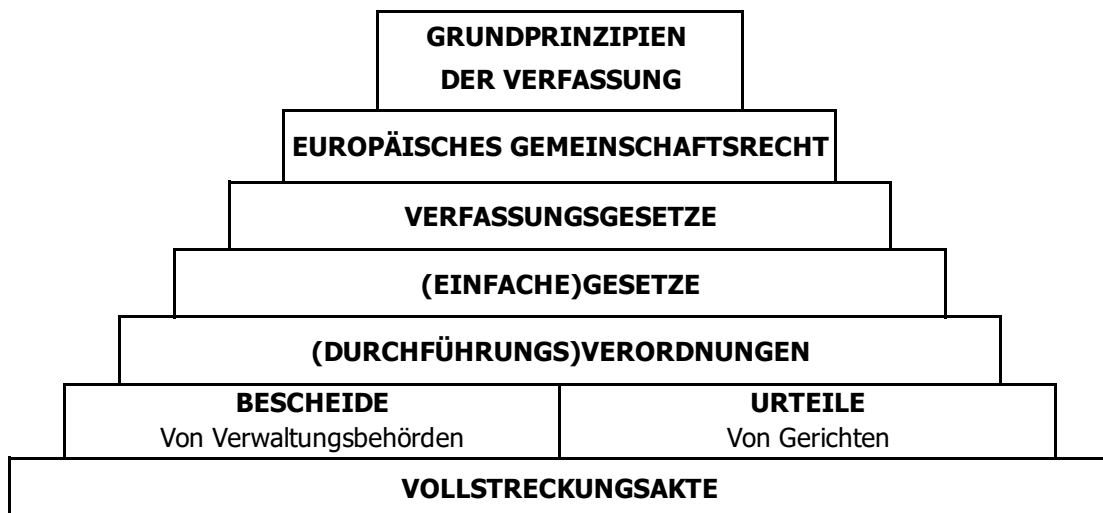 GRUNDPRINZIPIEN
DER VERFASSUNG
EUROPÄISCHES GEMEINSCHAFTSRECHT
VERFASSUNGSGESETZE
(EINFACHE)GESETZE
(DURCHFÜHRUNGS)VERORDNUNGEN
BESCHEIDE
Von Verwaltungsbehörden
URTEILE
Von Gerichten
VOLLSTRECKUNGSAKTE